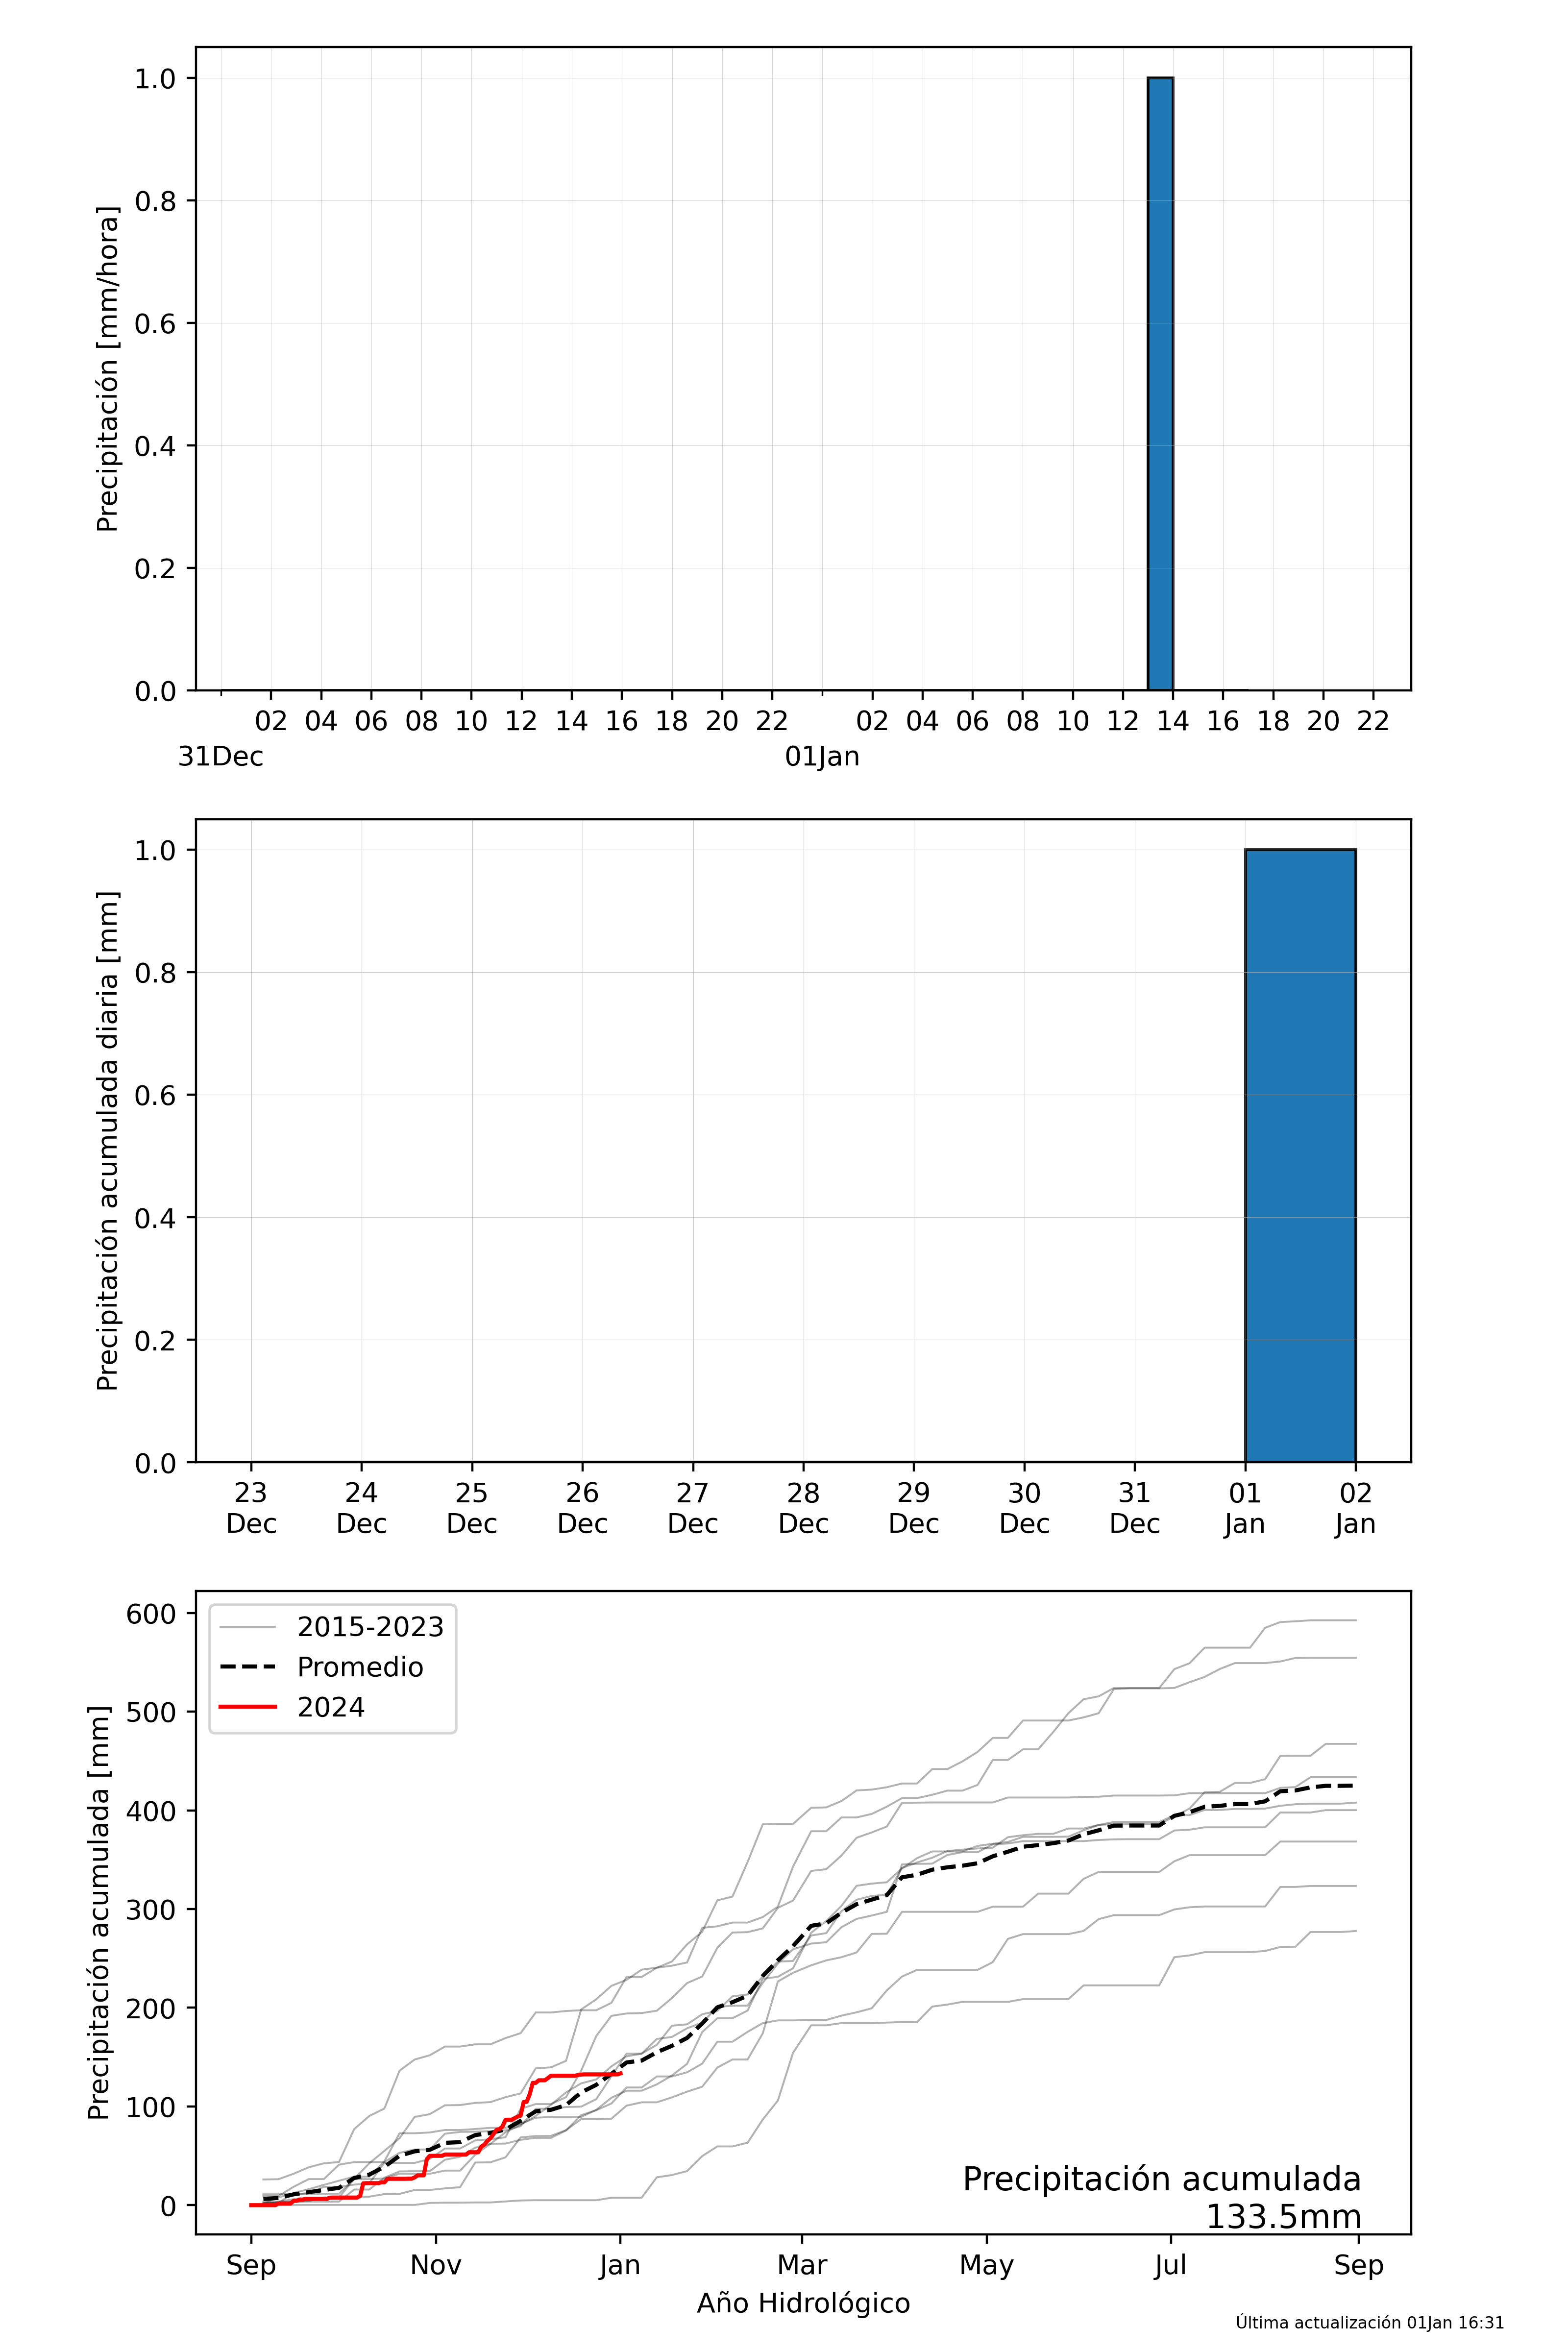 Precipitación [mm/hora]
1.0
0.8
0.6
0.4
0.2
0.0
02 04 06 08 10 12 14 16 18 20 22 02 04 06 08 10 12 14 16 18 20 22
31Dec 01Jan
Precipitación acumulada diaria [mm]
1.0
0.8
0.6
0.4
0.2
0.0
23 24 25 26 27 28 29 30 31 01 02
Dec Dec Dec Dec Dec Dec Dec Dec Dec Jan Jan
Precipitación acumulada [mm]
600
500
400
300
200
100
0
2015-2023
Promedio
2024
Precipitación acumulada
133.5mm
Sep Nov Jan Mar May Jul Sep
Año Hidrológico
Última actualización 01Jan 16:31